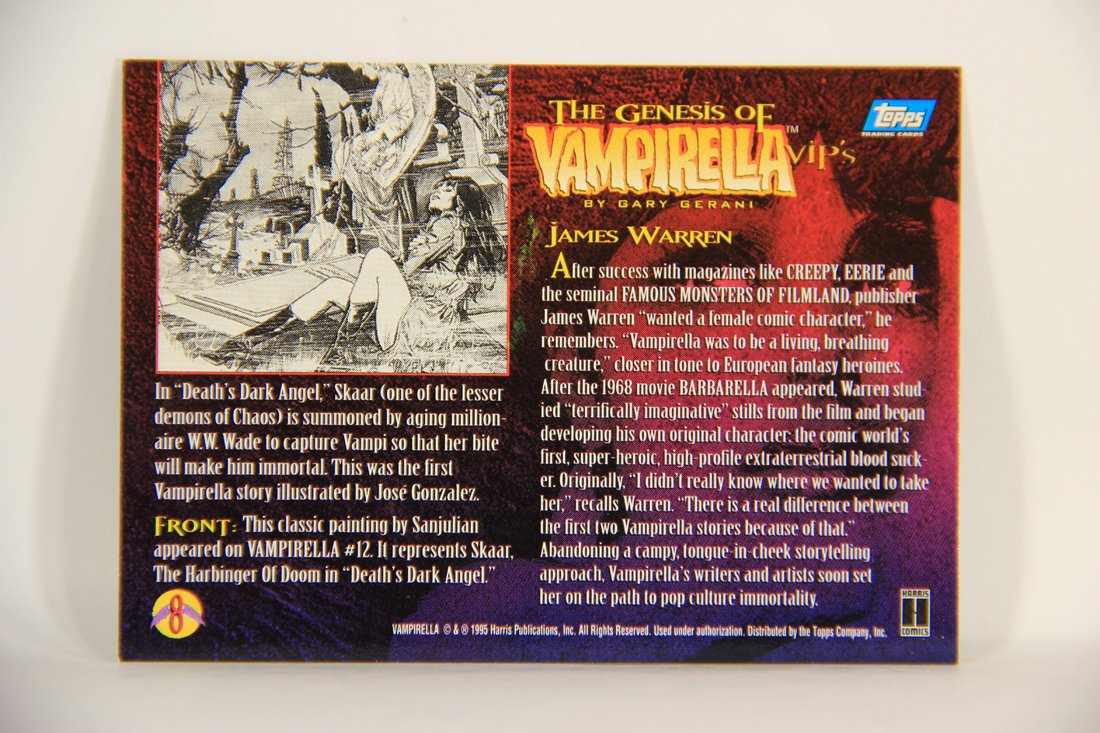 THE GENESIS OF
VAMPIRELLA™
VIP's
BY GARY GERANI
Topps
TRADING CARDS
In “Death’s Dark Angel,” Skaar (one of the lesser
demons of Chaos) is summoned by aging million-
aire W.W. Wade to capture Vampi so that her bite
will make him immortal. This was the first
Vampirella story illustrated by José Gonzalez.
FRONT: This classic painting by Sanjulian
appeared on VAMPIRELLA #12. It represents Skaar,
The Harbinger Of Doom in “Death’s Dark Angel.”
8
JAMES WARREN
After success with magazines like CREEPY, EERIE and
the seminal FAMOUS MONSTERS OF FILMLAND, publisher
James Warren “wanted a female comic character,” he
remembers. “Vampirella was to be a living, breathing
creature,” closer in tone to European fantasy heroines.
After the 1968 movie BARBARELLA appeared, Warren stud-
ied “terrifically imaginative” stills from the film and began
developing his own original character: the comic world’s
first, super-heroic, high-profile extraterrestrial blood suck-
er. Originally, “I didn’t really know where we wanted to take
her,” recalls Warren. “There is a real difference between
the first two Vampirella stories because of that.”
Abandoning a campy, tongue-in-cheek storytelling
approach, Vampirella’s writers and artists soon set
her on the path to pop culture immortality.
HARRIS
H
COMICS
VAMPIRELLA © & ® 1995 Harris Publications, Inc. All Rights Reserved. Used under authorization. Distributed by the Topps Company, Inc.